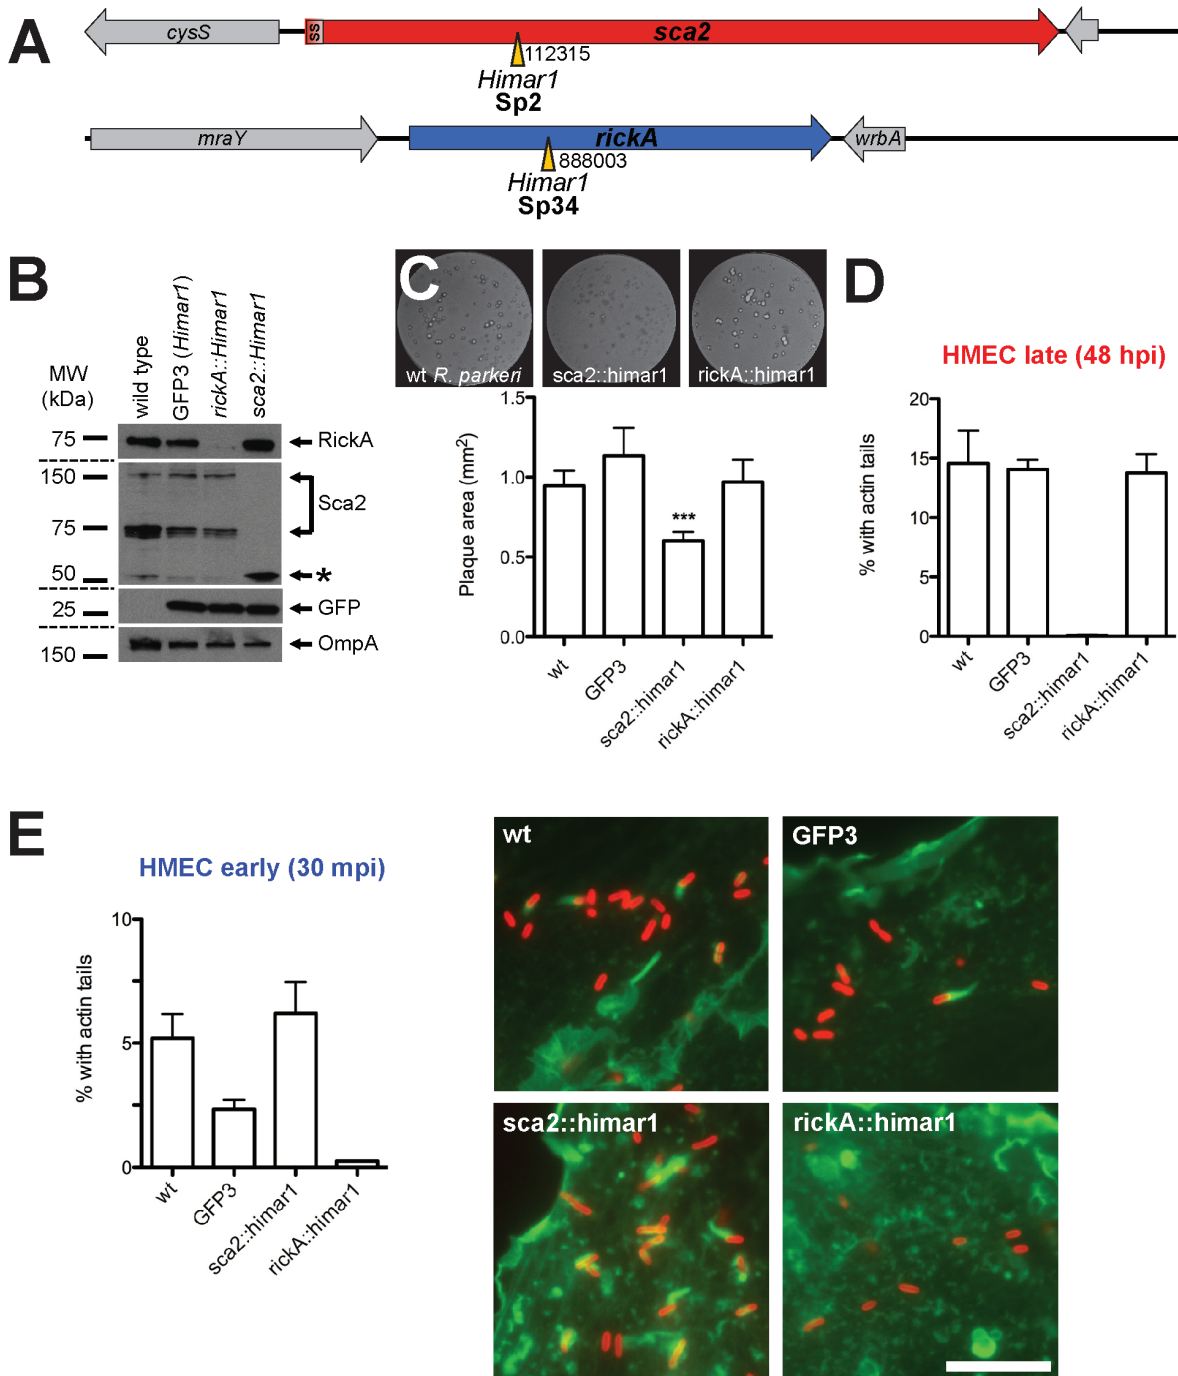 A
cysS
ss
sca2
112315
Himar1
Sp2
mraY
rickA
wrbA
888003
Himar1
Sp34
B
MW
(kDa)
wild type
GFP3 (Himar1)
rickA::Himar1
sca2::Himar1
75
RickA
150
Sca2
75
50
*
25
GFP
150
OmpA
C
wt R. parkeri
sca2::himar1
rickA::himar1
Plaque area (mm²)
1.5
1.0
0.5
0.0
***
wt
GFP3
sca2::himar1
rickA::himar1
D
HMEC late (48 hpi)
% with actin tails
20
15
10
5
0
wt
GFP3
sca2::himar1
rickA::himar1
E
HMEC early (30 mpi)
% with actin tails
10
5
0
wt
GFP3
sca2::himar1
rickA::himar1
wt
GFP3
sca2::himar1
rickA::himar1